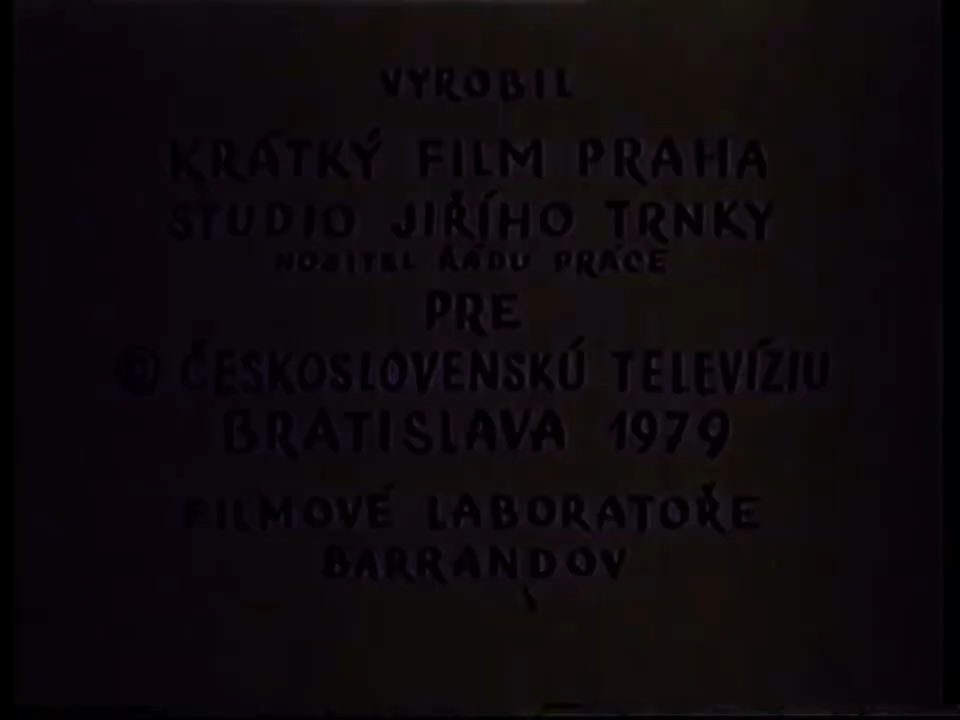 VYROBIL
KRÁTKÝ FILM PRAHA
STUDIO JIŘÍHO TRNKY
NOSITEL ŘÁDU PRÁCE
PRE
© ČESKOSLOVENSKÚ TELEVÍZIU
BRATISLAVA 1979
FILMOVÉ LABORATOŘE
BARRANDOV